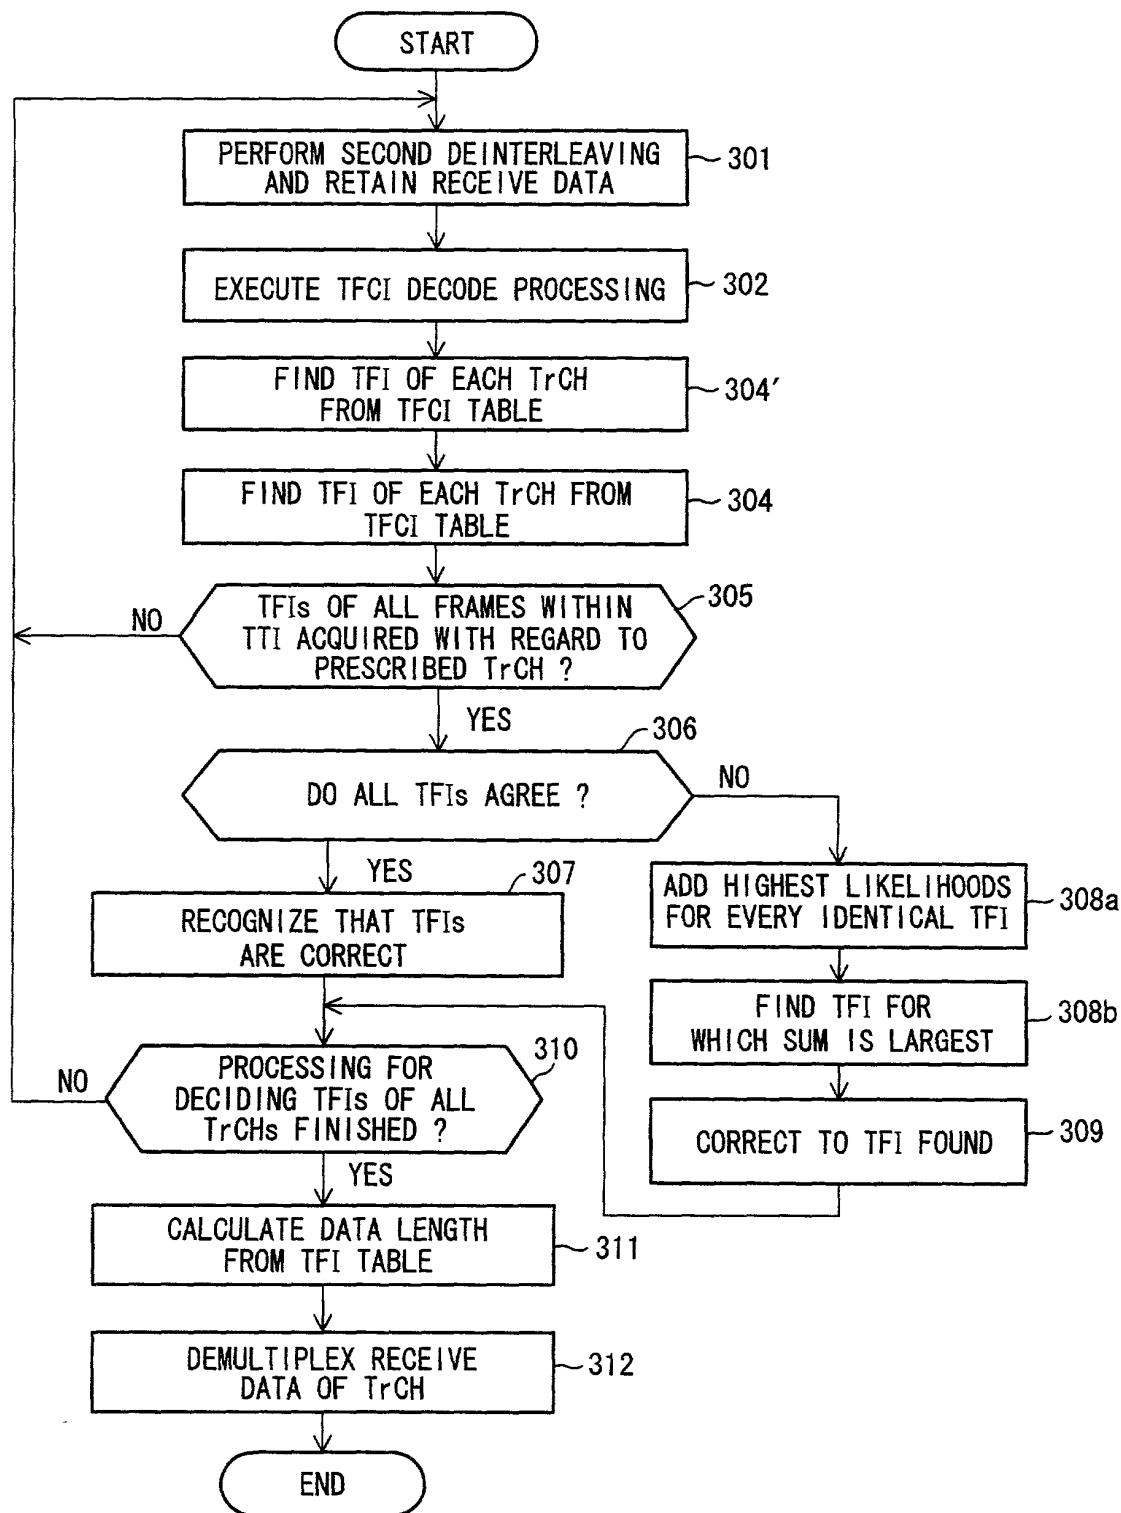 START
PERFORM SECOND DEINTERLEAVING
AND RETAIN RECEIVE DATA
301
EXECUTE TFCI DECODE PROCESSING
302
FIND TFI OF EACH TrCH
FROM TFCI TABLE
304'
FIND TFI OF EACH TrCH FROM
TFCI TABLE
304
TFIs OF ALL FRAMES WITHIN
TTI ACQUIRED WITH REGARD TO
PRESCRIBED TrCH ?
305
NO
YES
306
DO ALL TFIs AGREE ?
NO
YES
307
RECOGNIZE THAT TFIs
ARE CORRECT
ADD HIGHEST LIKELIHOODS
FOR EVERY IDENTICAL TFI
308a
FIND TFI FOR
WHICH SUM IS LARGEST
308b
CORRECT TO TFI FOUND
309
PROCESSING FOR
DECIDING TFIs OF ALL
TrCHs FINISHED ?
310
NO
YES
CALCULATE DATA LENGTH
FROM TFI TABLE
311
DEMULTIPLEX RECEIVE
DATA OF TrCH
312
END